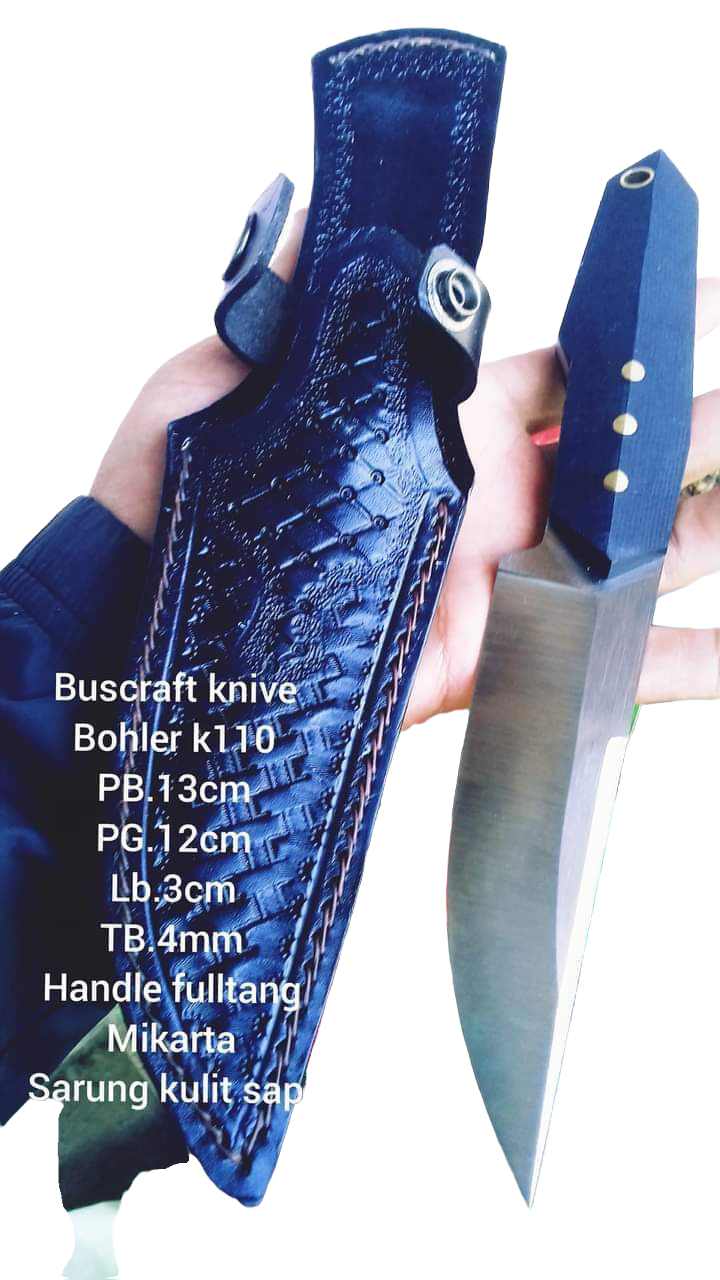 Buscraft knive
Bohler k110
PB.13cm
PG.12cm
Lb.3cm
TB.4mm
Handle fulltang
Mikarta
Sarung kulit sap